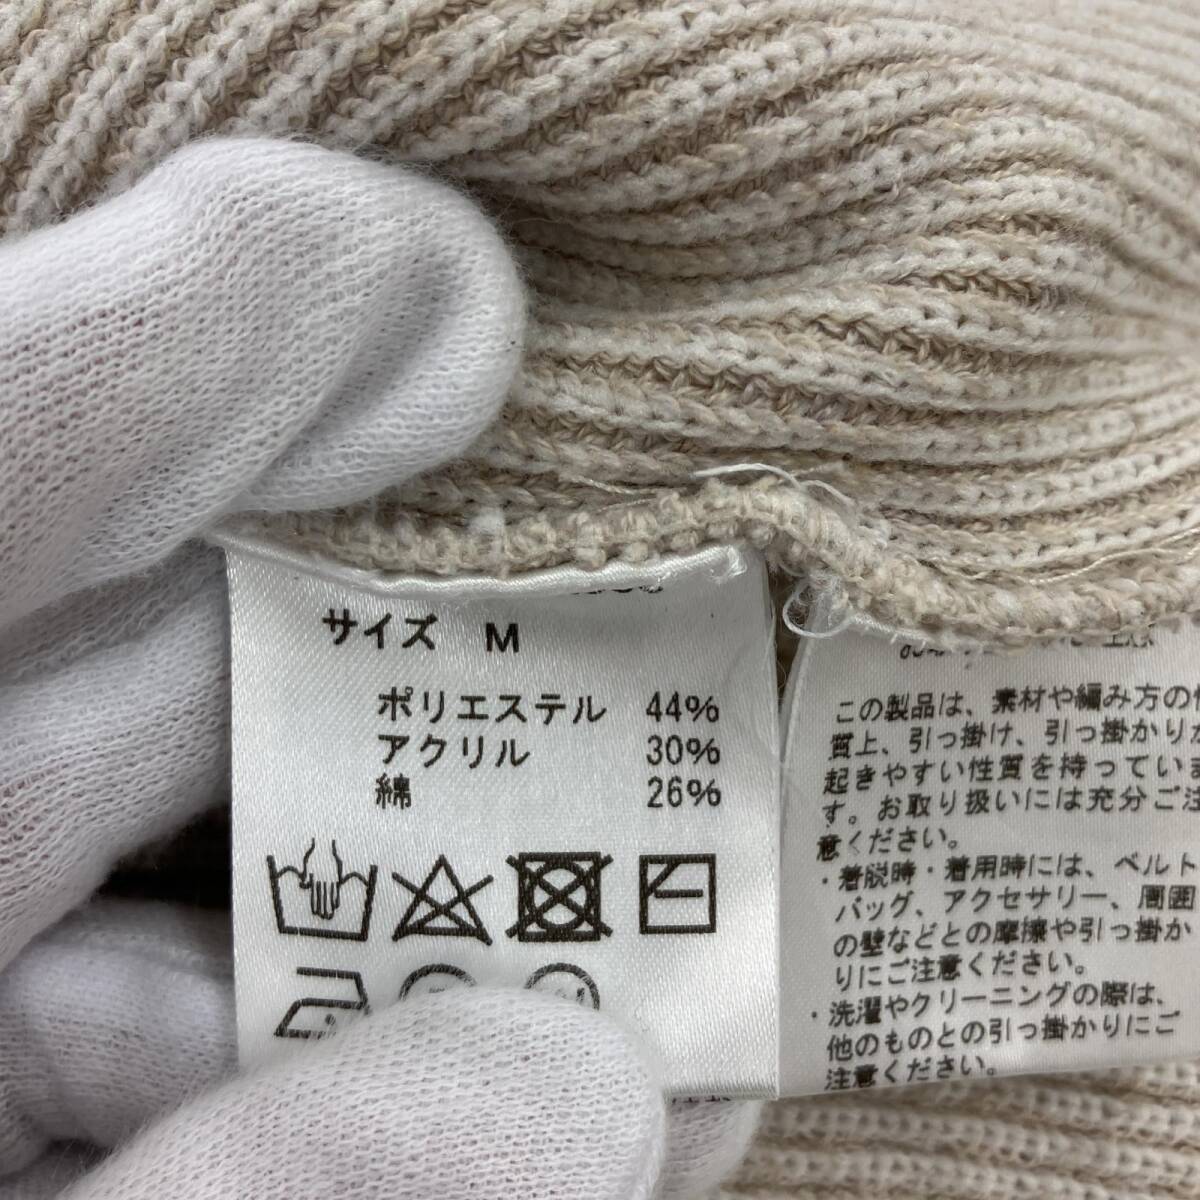 サイズ M
ポリエステル 44%
アクリル 30%
綿 26%
この製品は、素材や編み方の
質上、引っ掛け、引っ掛かりが
起きやすい性質を持っていま
す。お取り扱いには充分ご注
意ください。
・着脱時・着用時には、ベルト
バッグ、アクセサリー、周囲
の壁などとの摩擦や引っ掛か
りにご注意ください。
・洗濯やクリーニングの際は、
他のものとの引っ掛かりにご
注意ください。